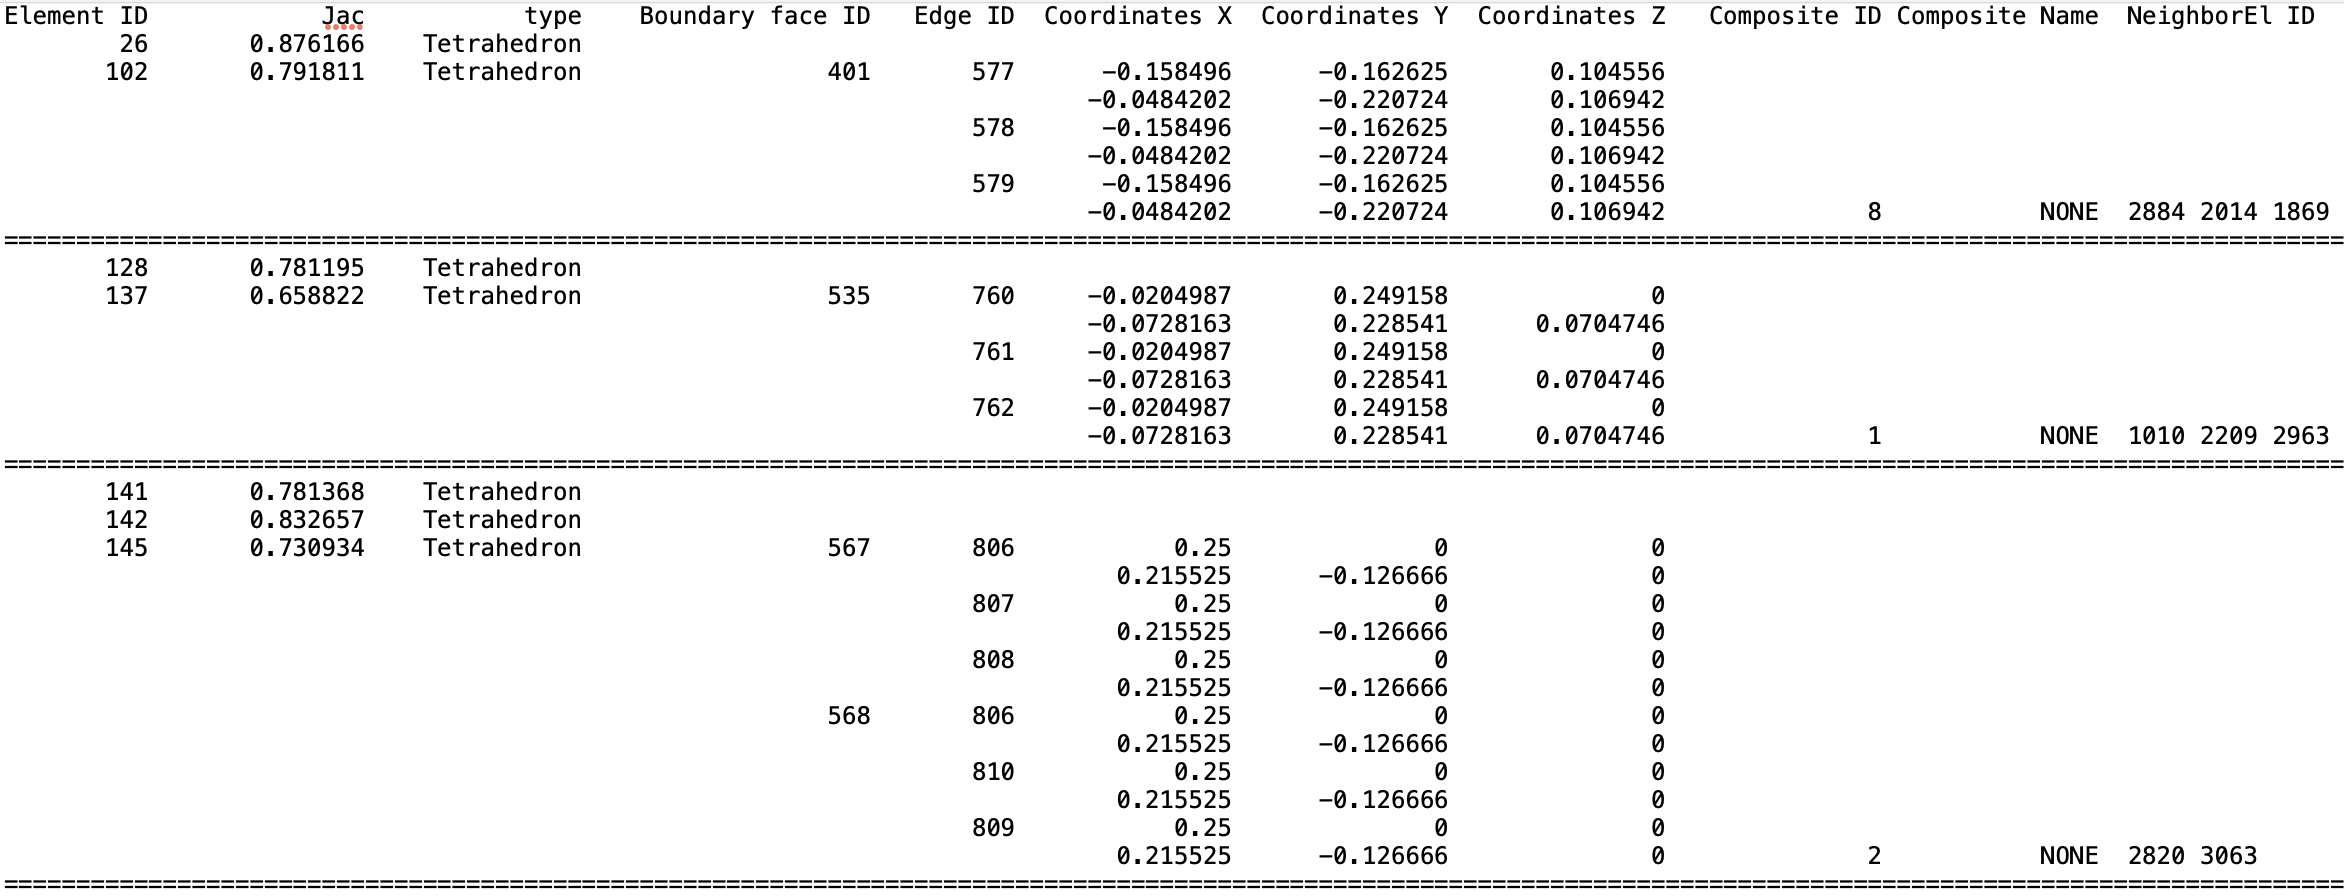 Element ID Jac type Boundary face ID Edge ID Coordinates X Coordinates Y Coordinates Z Composite ID Composite Name NeighborEl ID
26 0.876166 Tetrahedron
102 0.791811 Tetrahedron 401 577 -0.158496 -0.162625 0.104556
-0.0484202 -0.220724 0.106942
578 -0.158496 -0.162625 0.104556
-0.0484202 -0.220724 0.106942
579 -0.158496 -0.162625 0.104556
-0.0484202 -0.220724 0.106942 8 NONE 2884 2014 1869
==================================================================================================================================================================
128 0.781195 Tetrahedron
137 0.658822 Tetrahedron 535 760 -0.0204987 0.249158 0
-0.0728163 0.228541 0.0704746
761 -0.0204987 0.249158 0
-0.0728163 0.228541 0.0704746
762 -0.0204987 0.249158 0
-0.0728163 0.228541 0.0704746 1 NONE 1010 2209 2963
==================================================================================================================================================================
141 0.781368 Tetrahedron
142 0.832657 Tetrahedron
145 0.730934 Tetrahedron 567 806 0.25 0 0
0.215525 -0.126666 0
807 0.25 0 0
0.215525 -0.126666 0
808 0.25 0 0
0.215525 -0.126666 0
568 806 0.25 0 0
0.215525 -0.126666 0
810 0.25 0 0
0.215525 -0.126666 0
809 0.25 0 0
0.215525 -0.126666 0 2 NONE 2820 3063
==================================================================================================================================================================